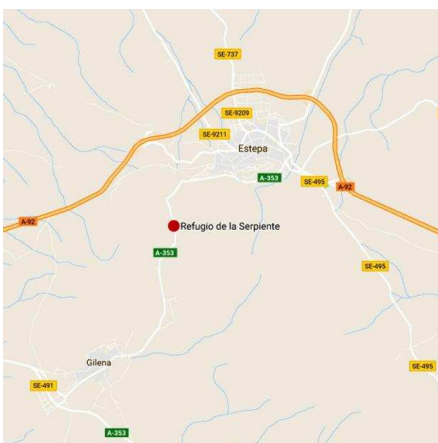 SE-737
SE-9209
SE-9211
Estepa
A-353
SE-495
A-92
A-92
Refugio de la Serpiente
A-353
SE-495
Gilena
SE-495
SE-491
A-353